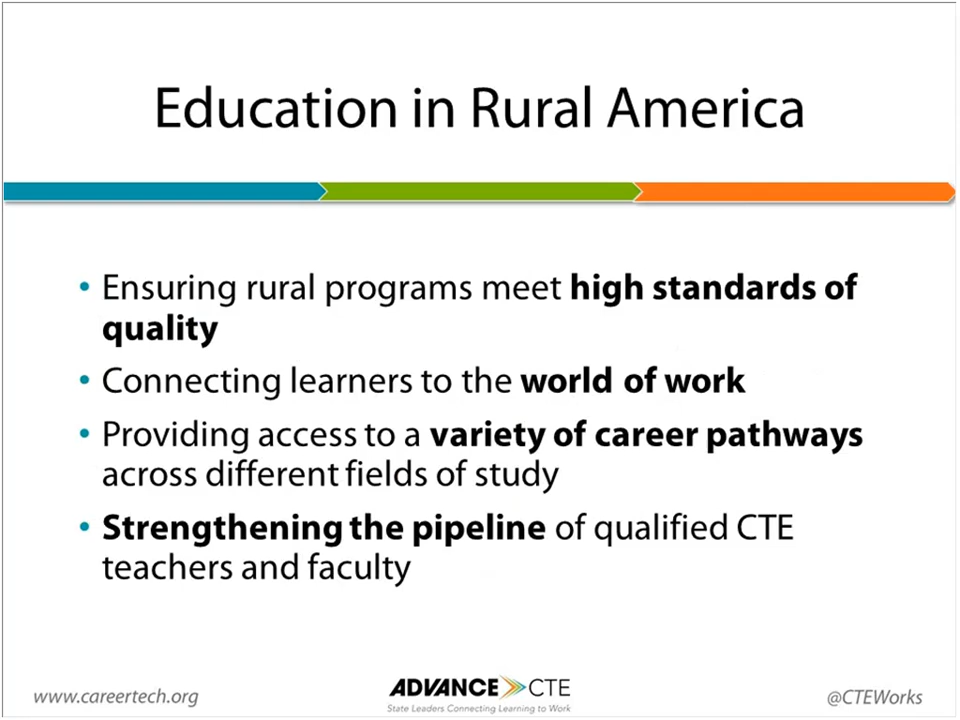 Education in Rural America
• Ensuring rural programs meet high standards of
quality
• Connecting learners to the world of work
• Providing access to a variety of career pathways
across different fields of study
• Strengthening the pipeline of qualified CTE
teachers and faculty
www.careertech.org
ADVANCE CTE
State Leaders Connecting Learning to Work
@CTEWorks